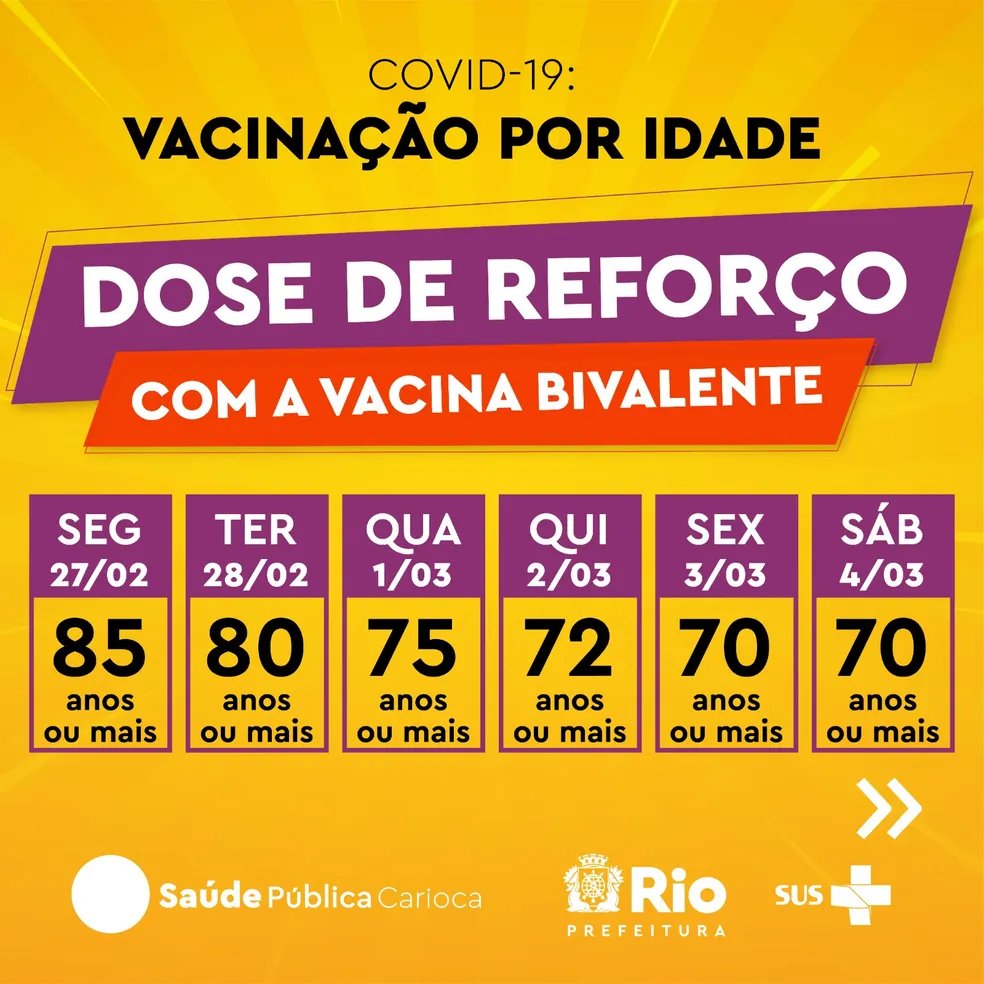 COVID-19:
VACINAÇÃO POR IDADE
DOSE DE REFORÇO
COM A VACINA BIVALENTE
SEG
27/02
85
anos
ou mais
TER
28/02
80
anos
ou mais
QUA
1/03
75
anos
ou mais
QUI
2/03
72
anos
ou mais
SEX
3/03
70
anos
ou mais
SÁB
4/03
70
anos
ou mais
Saúde Pública Carioca
Rio
PREFEITURA
SUS